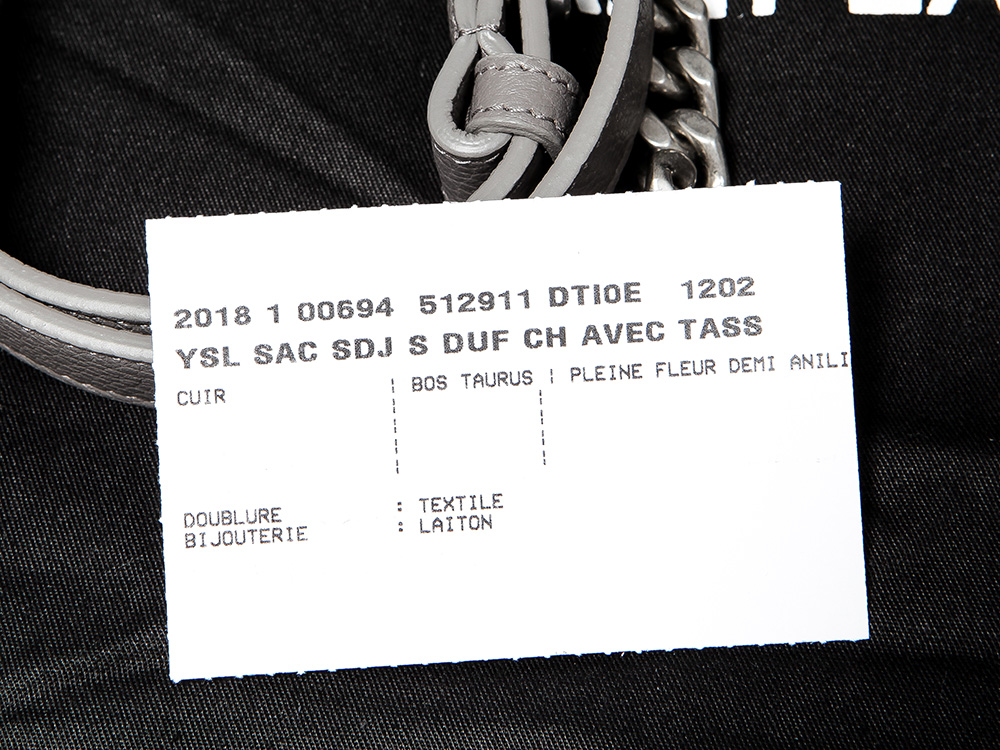 2018 1 00694 512911 DTI0E 1202
YSL SAC SDJ S DUF CH AVEC TASS
CUIR ¦ BOS TAURUS ¦ PLEINE FLEUR DEMI ANILI
DOUBLURE : TEXTILE
BIJOUTERIE : LAITON